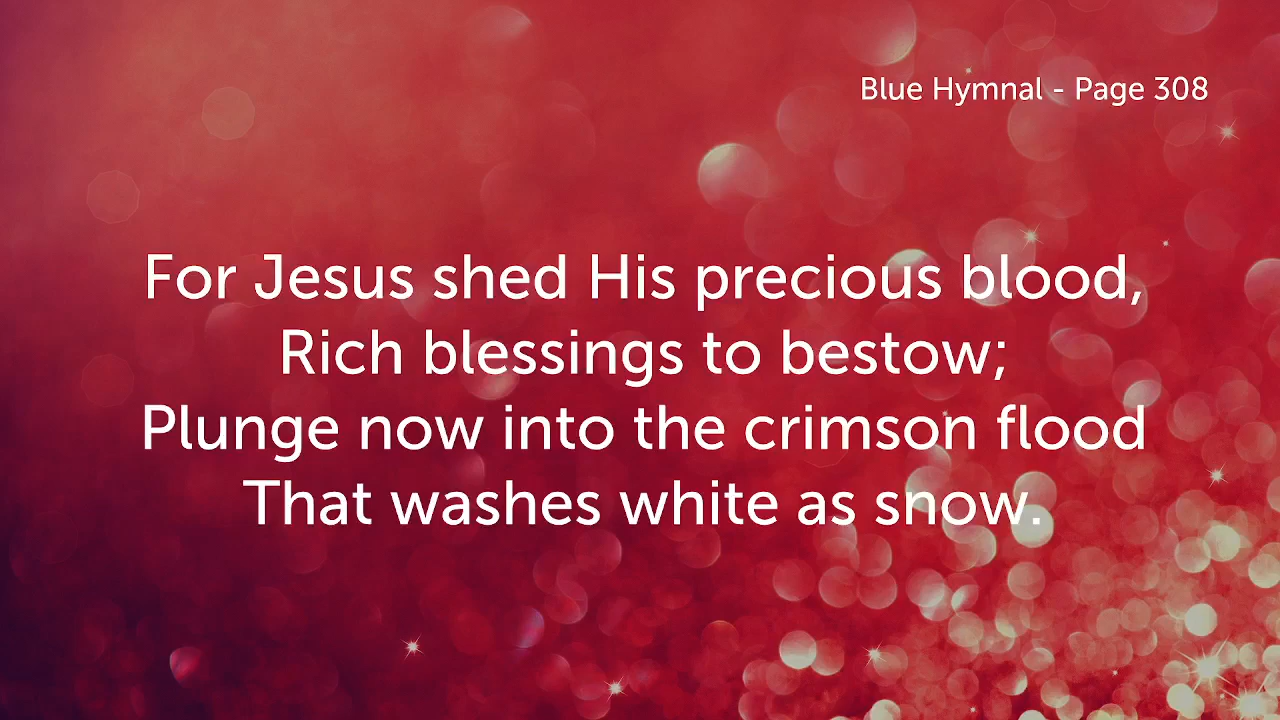 Blue Hymnal - Page 308
For Jesus shed His precious blood,
Rich blessings to bestow;
Plunge now into the crimson flood
That washes white as snow.